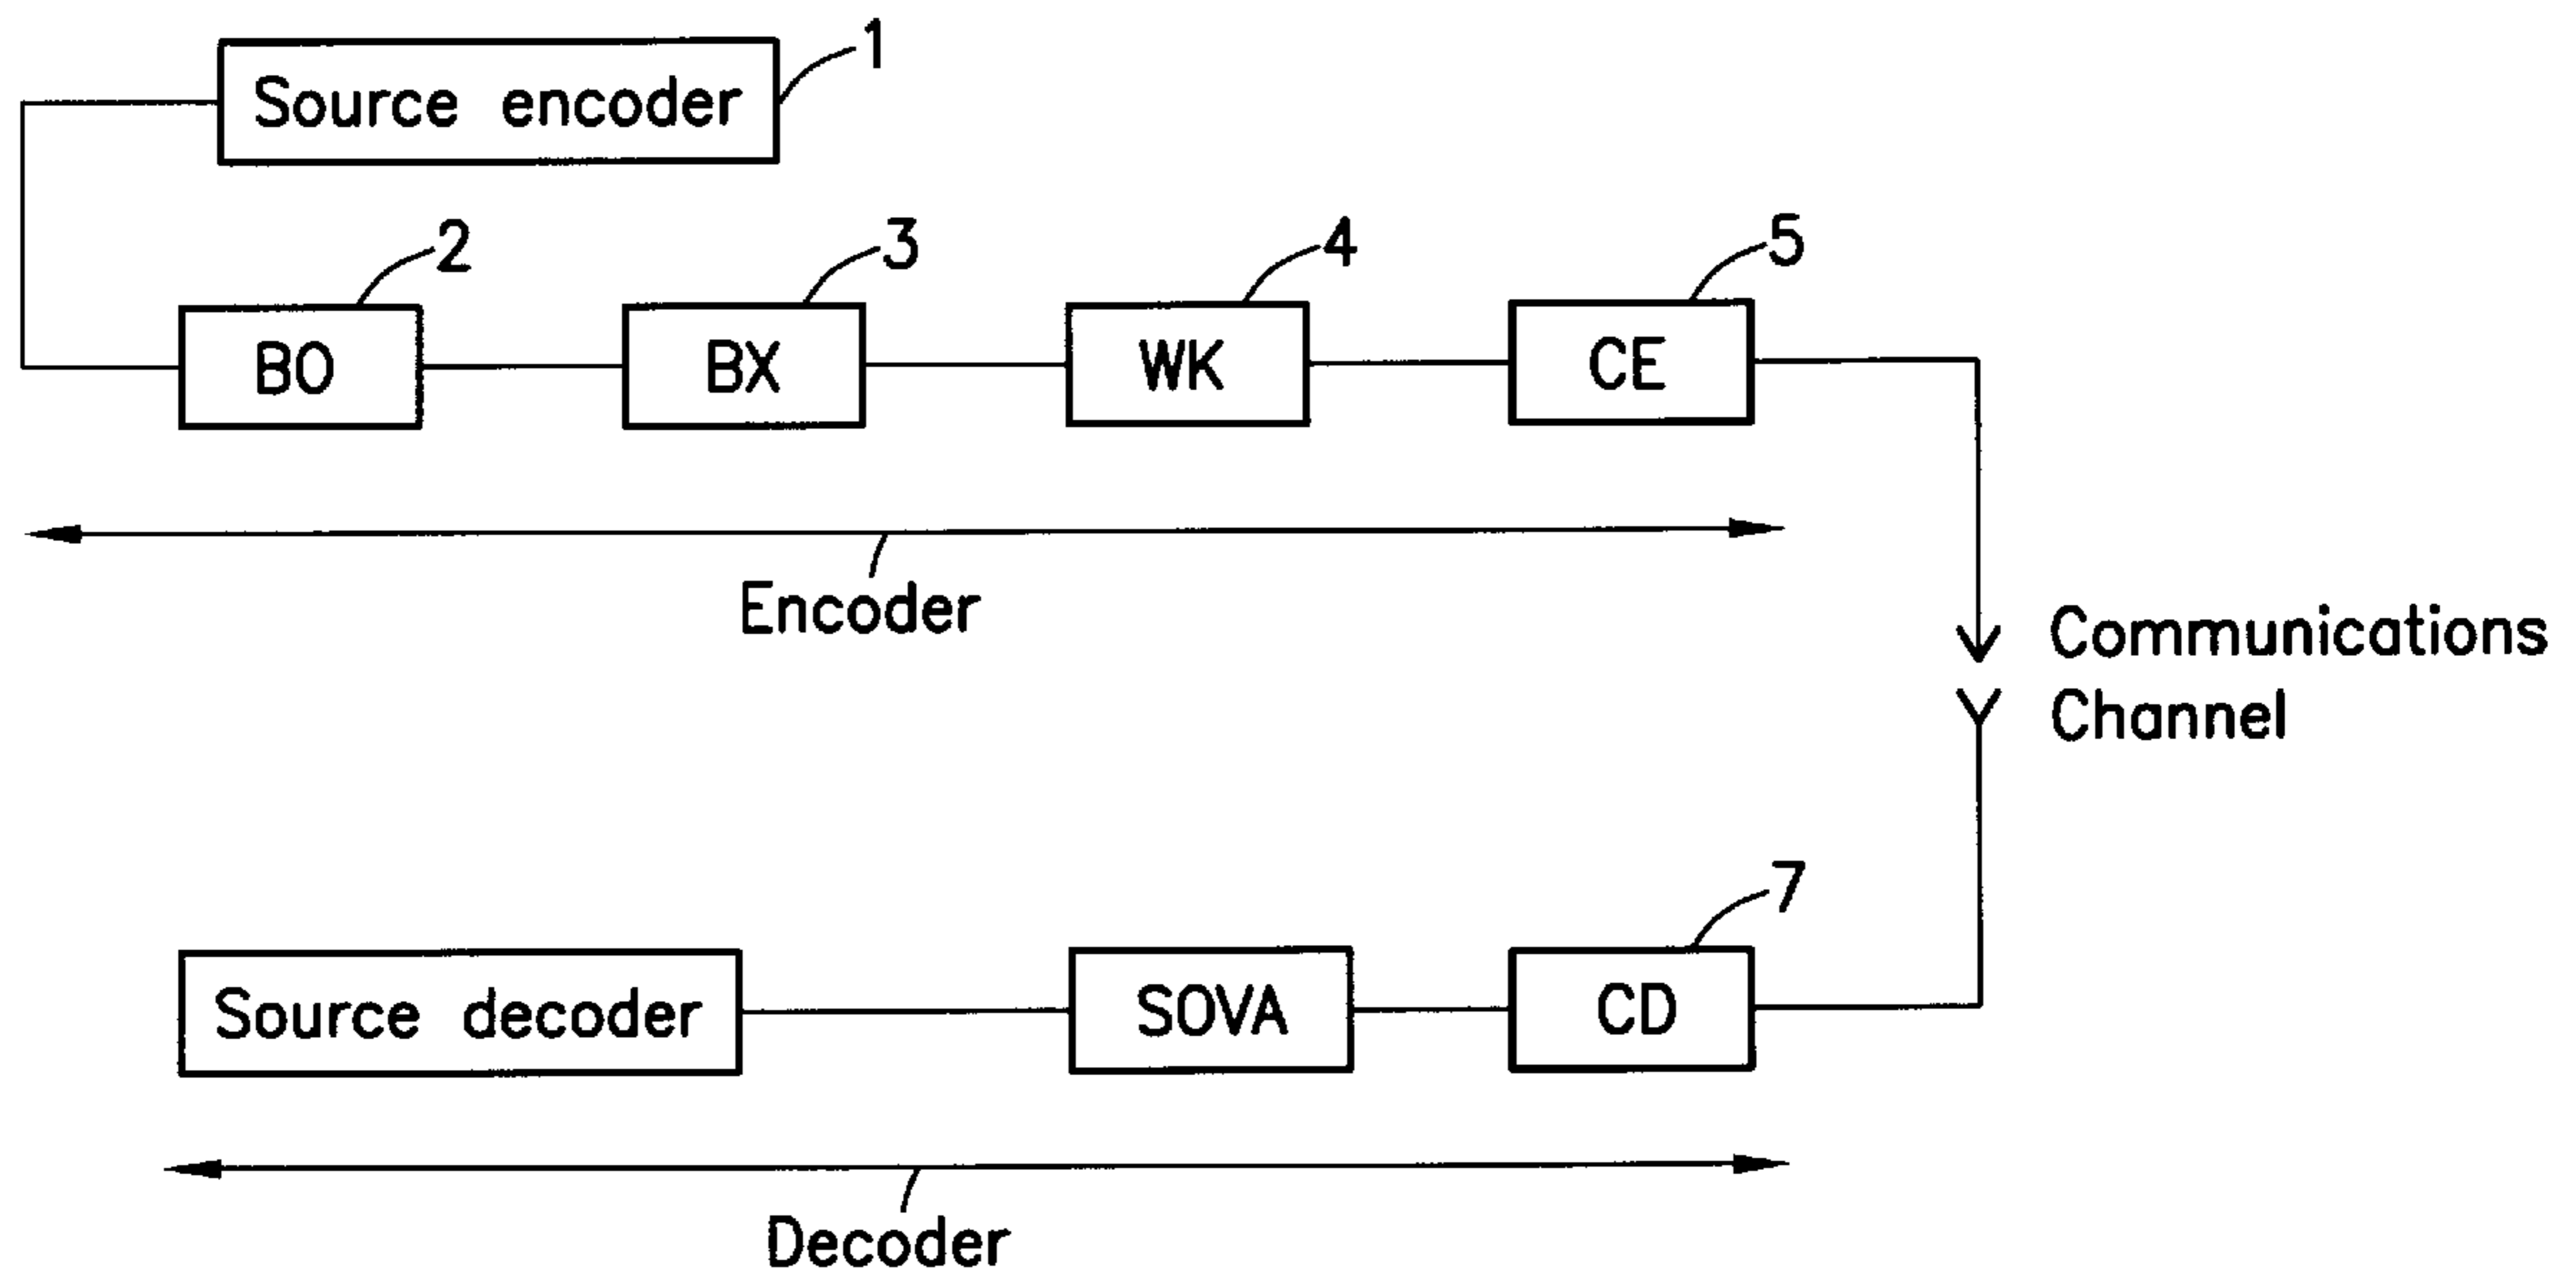 1
Source encoder
2
3
4
5
BO
BX
WK
CE
Encoder
Communications
Channel
7
Source decoder
SOVA
CD
Decoder